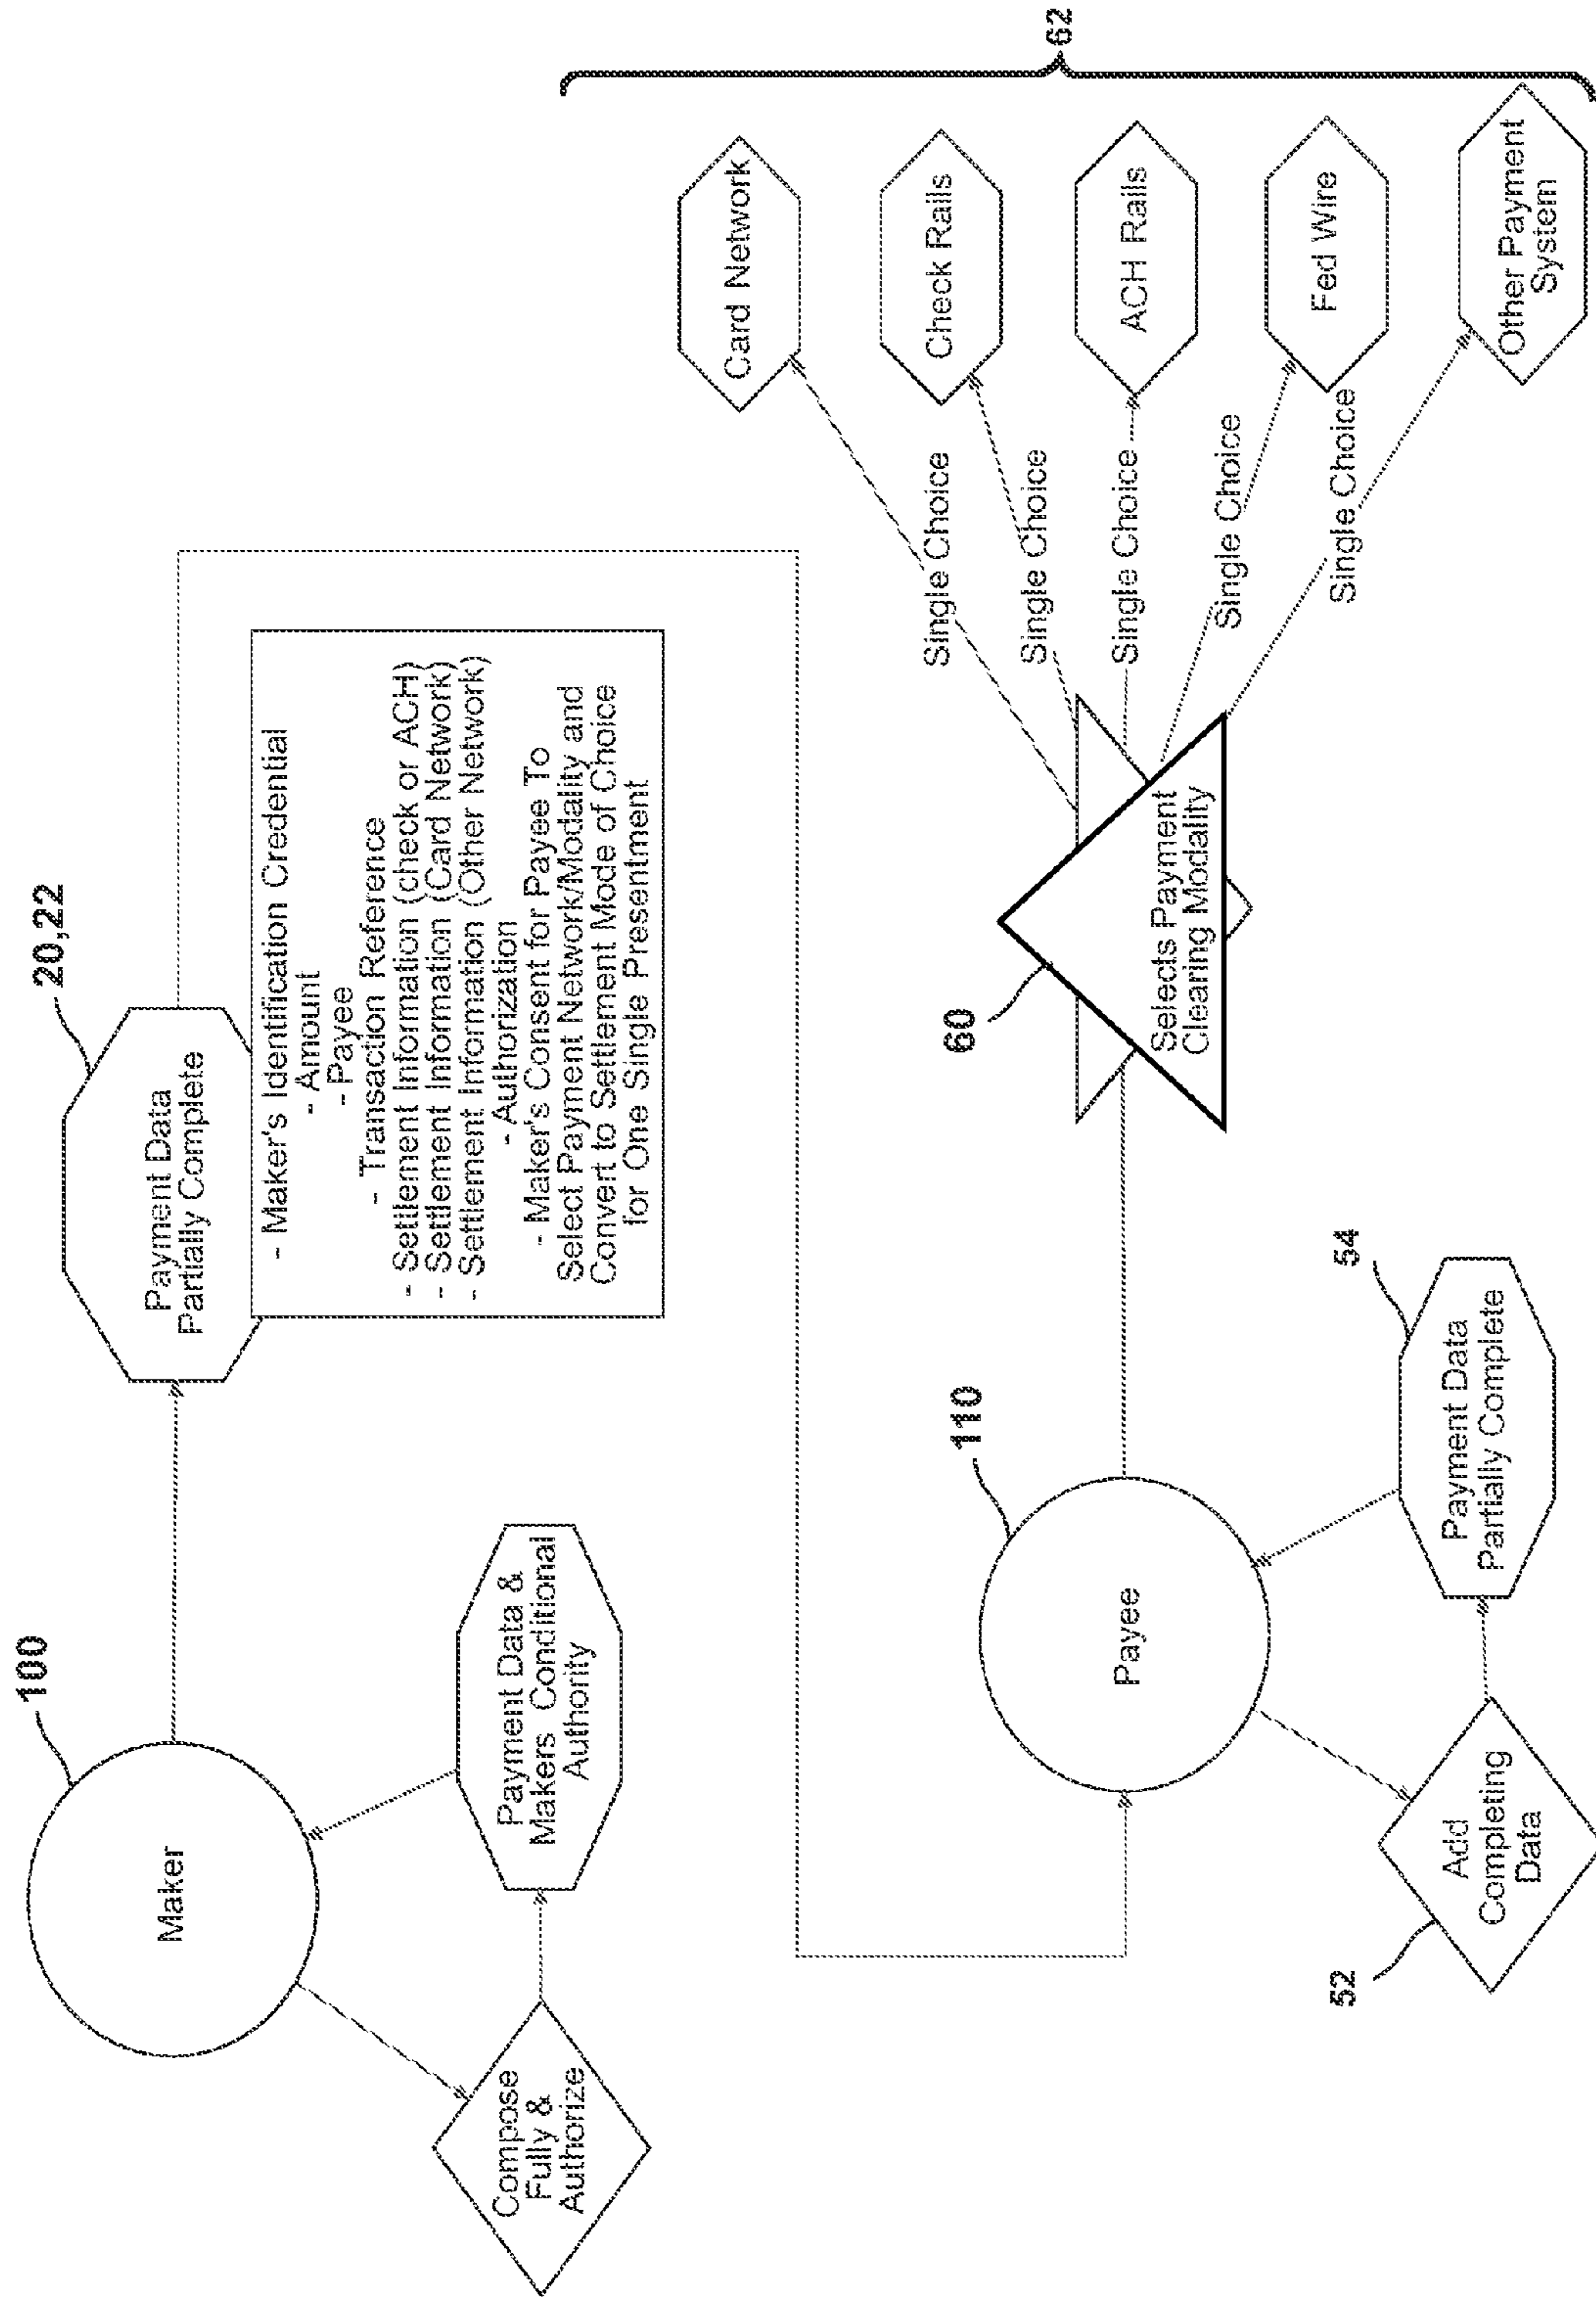 100
Maker
Compose
Fully &
Authorize
Payment Data &
Makers Conditional
Authority
20,22
Payment Data
Partially Complete
- Maker's Identification Credential
- Amount
- Payee
- Transaction Reference
- Settlement Information (check or ACH)
- Settlement Information (Card Network)
- Settlement Information (Other Network)
- Authorization
- Maker's Consent for Payee To
Select Payment Network/Modality and
Convert to Settlement Mode of Choice
for One Single Presentment
110
Payee
52
Add
Completing
Data
54
Payment Data
Partially Complete
60
Selects Payment
Clearing Modality
Single Choice
Single Choice
Single Choice
Single Choice
Single Choice
Card Network
Check Rails
ACH Rails
Fed Wire
Other Payment
System
62